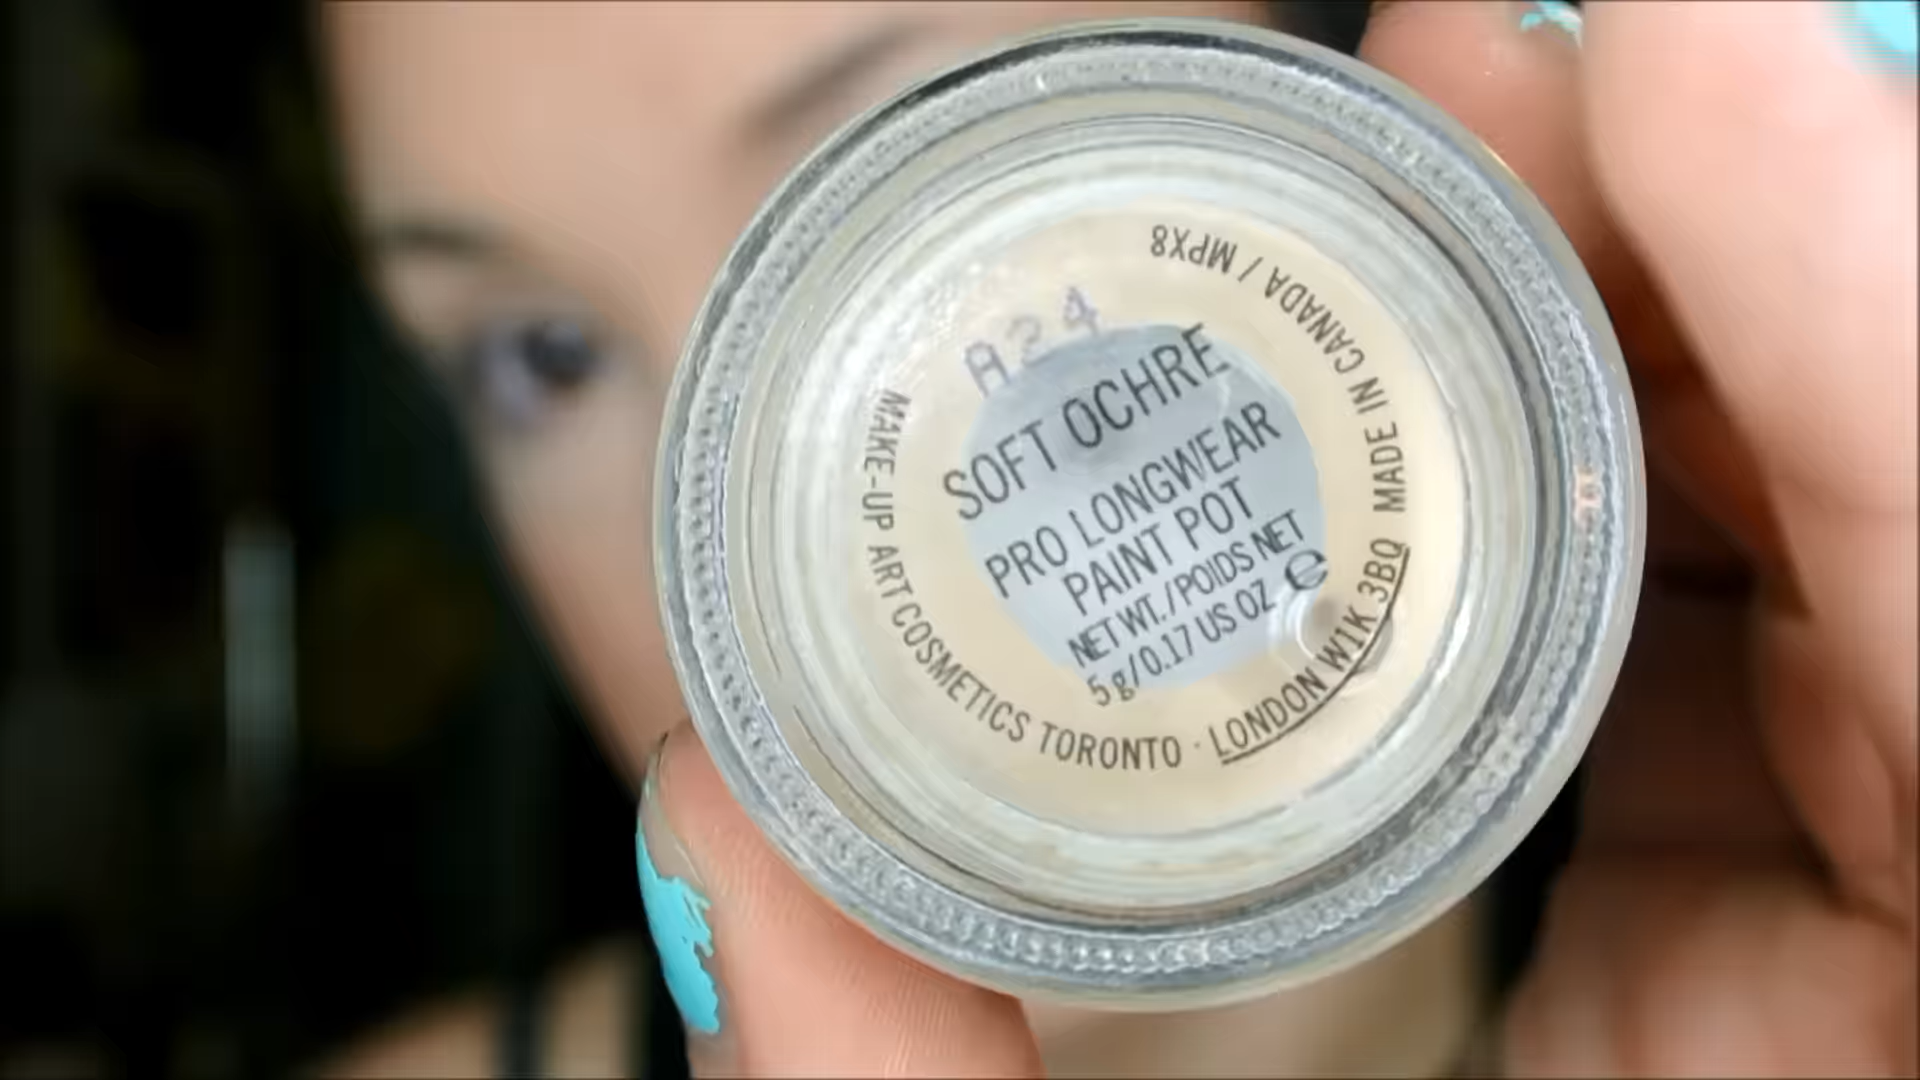 A24
SOFT OCHRE
PRO LONGWEAR
PAINT POT
NET WT./POIDS NET
5 g/0.17 US OZ e
MAKE-UP ART COSMETICS TORONTO · LONDON W1K 3BQ MADE IN CANADA / MPX8